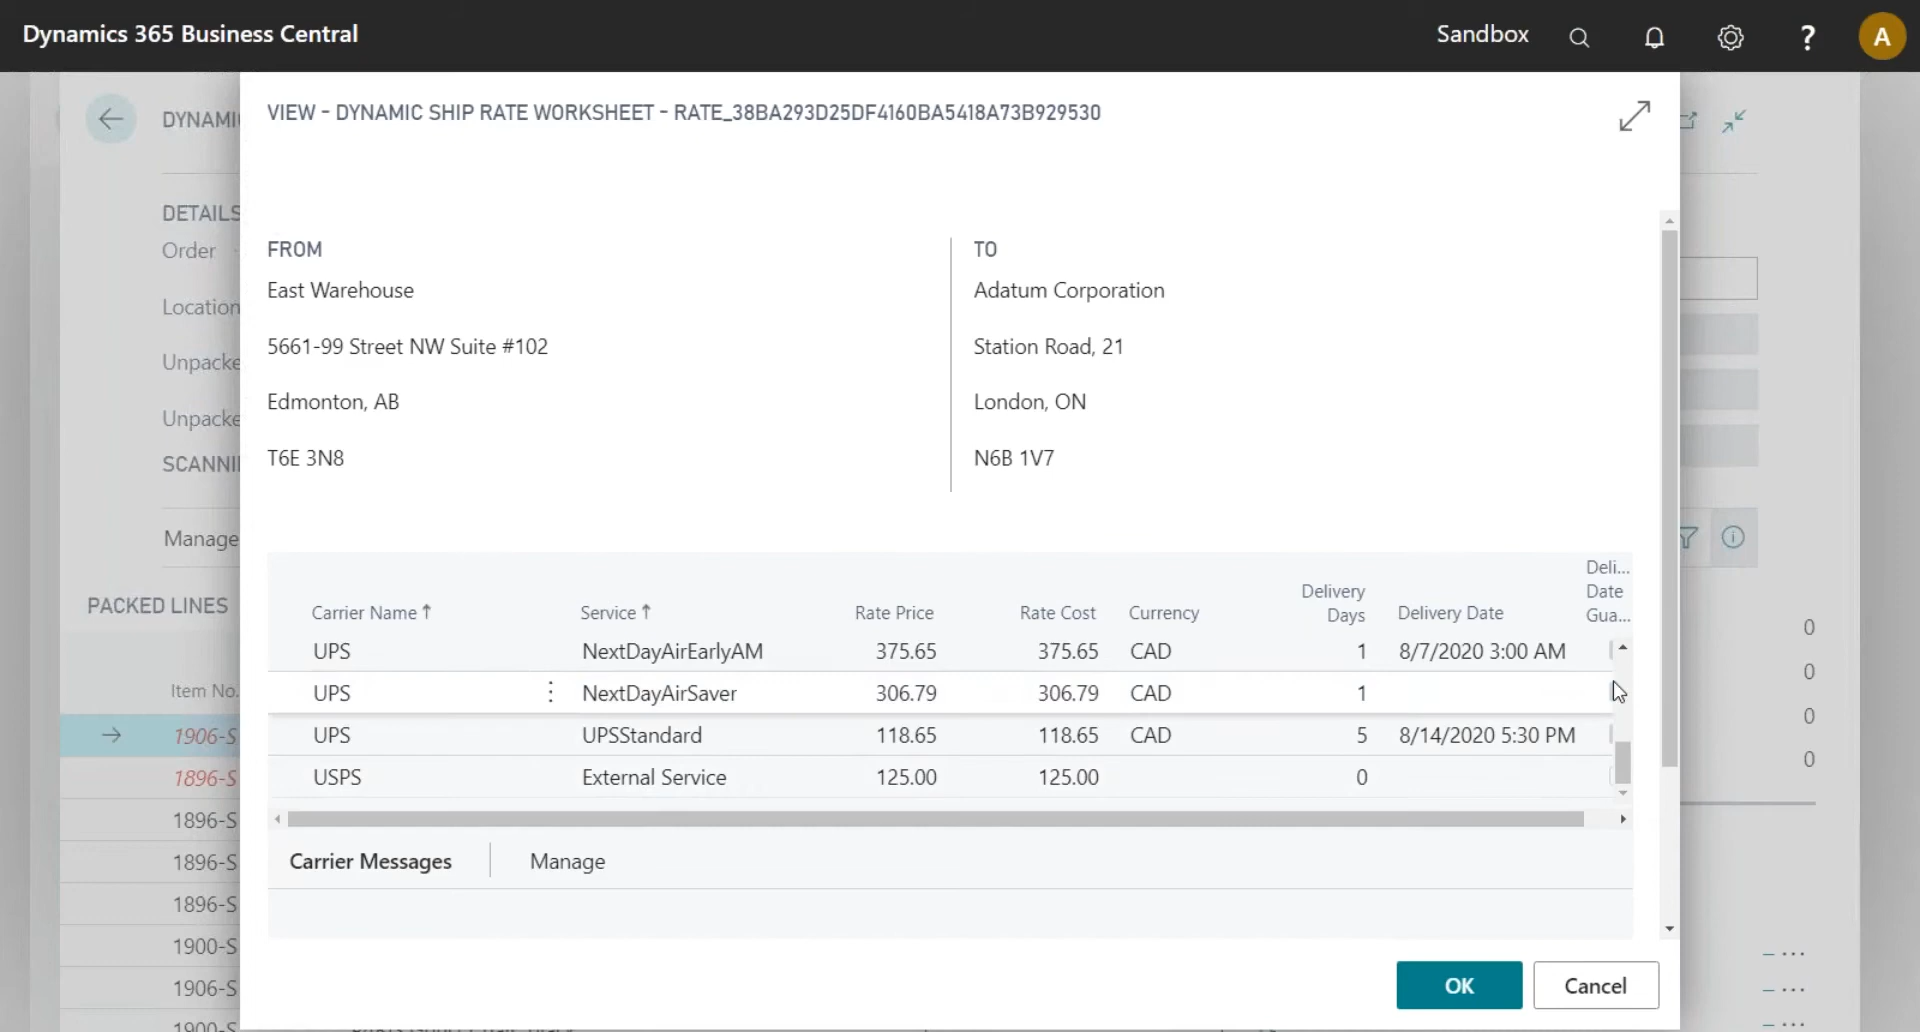 Dynamics 365 Business Central
Sandbox
?
A
DYNAMI
VIEW - DYNAMIC SHIP RATE WORKSHEET - RATE_38BA293D25DF4160BA5418A73B929530
DETAILS
Order
Location
Unpacke
Unpacke
SCANNI
Manage
FROM
East Warehouse
5661-99 Street NW Suite #102
Edmonton, AB
T6E 3N8
TO
Adatum Corporation
Station Road, 21
London, ON
N6B 1V7
PACKED LINES
Item No.
1906-S
1896-S
1896-S
1896-S
1896-S
1900-S
1906-S
1900-S
Carrier Name ↑ Service ↑ Rate Price Rate Cost Currency Delivery Days Delivery Date Deli... Date Gua...
UPS NextDayAirEarlyAM 375.65 375.65 CAD 1 8/7/2020 3:00 AM
UPS NextDayAirSaver 306.79 306.79 CAD 1
UPS UPSStandard 118.65 118.65 CAD 5 8/14/2020 5:30 PM
USPS External Service 125.00 125.00 0
Carrier Messages Manage
OK Cancel
0
0
0
0